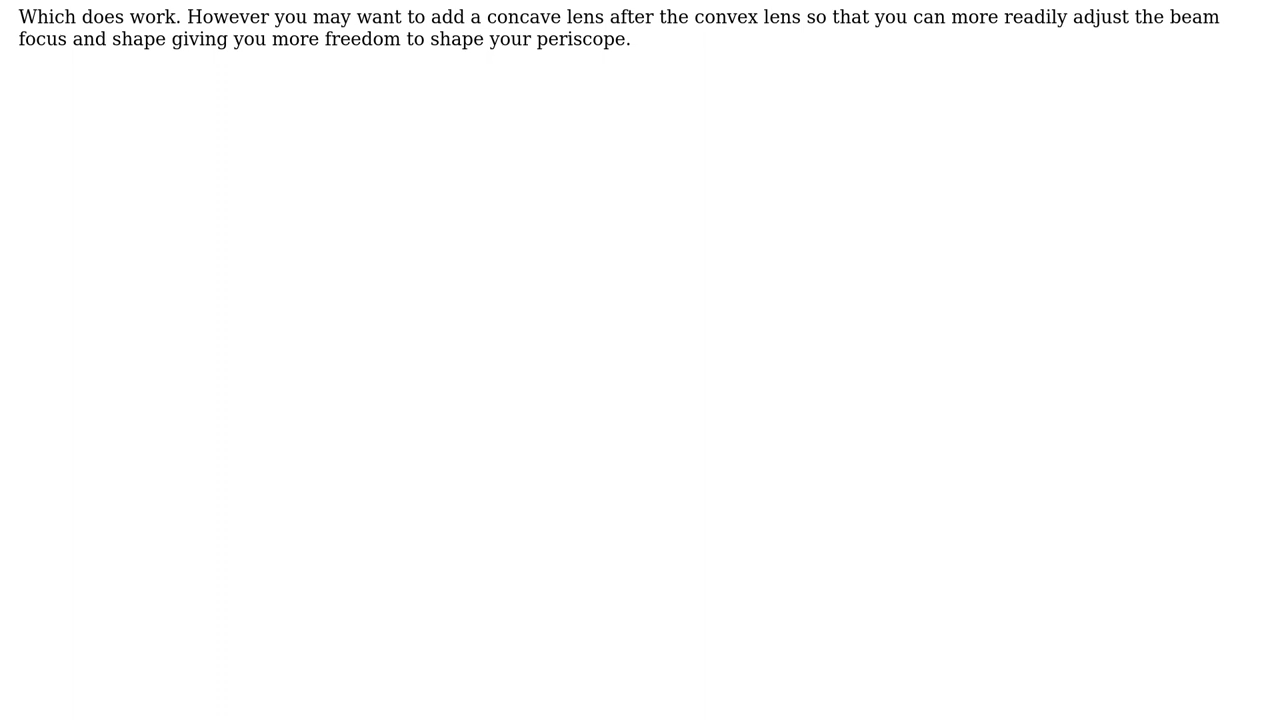 Which does work. However you may want to add a concave lens after the convex lens so that you can more readily adjust the beam
focus and shape giving you more freedom to shape your periscope.